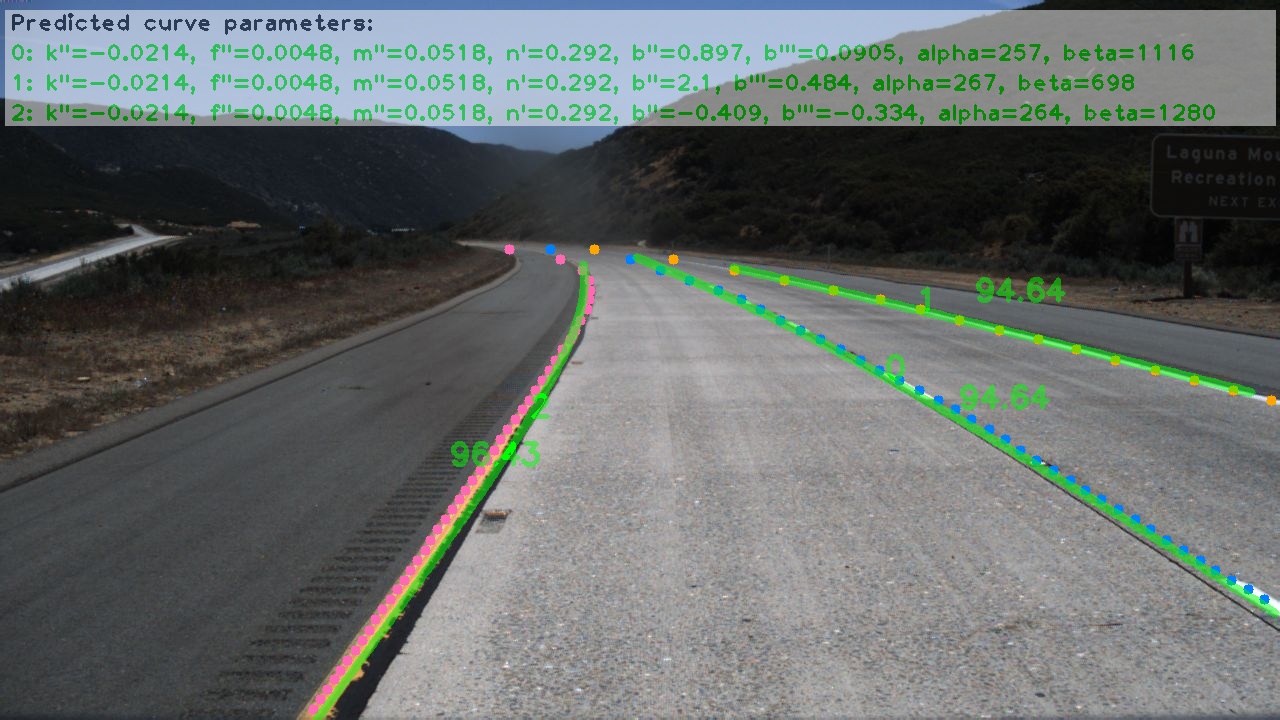 Predicted curve parameters:
0: k''=-0.0214, f''=0.0048, m''=0.0518, n'=0.292, b''=0.897, b'''=0.0905, alpha=257, beta=1116
1: k''=-0.0214, f''=0.0048, m''=0.0518, n'=0.292, b''=2.1, b'''=0.484, alpha=267, beta=698
2: k''=-0.0214, f''=0.0048, m''=0.0518, n'=0.292, b''=-0.409, b'''=-0.334, alpha=264, beta=1280
Laguna Mou
Recreation
NEXT EX
1 94.64
0
94.64
2
96.43